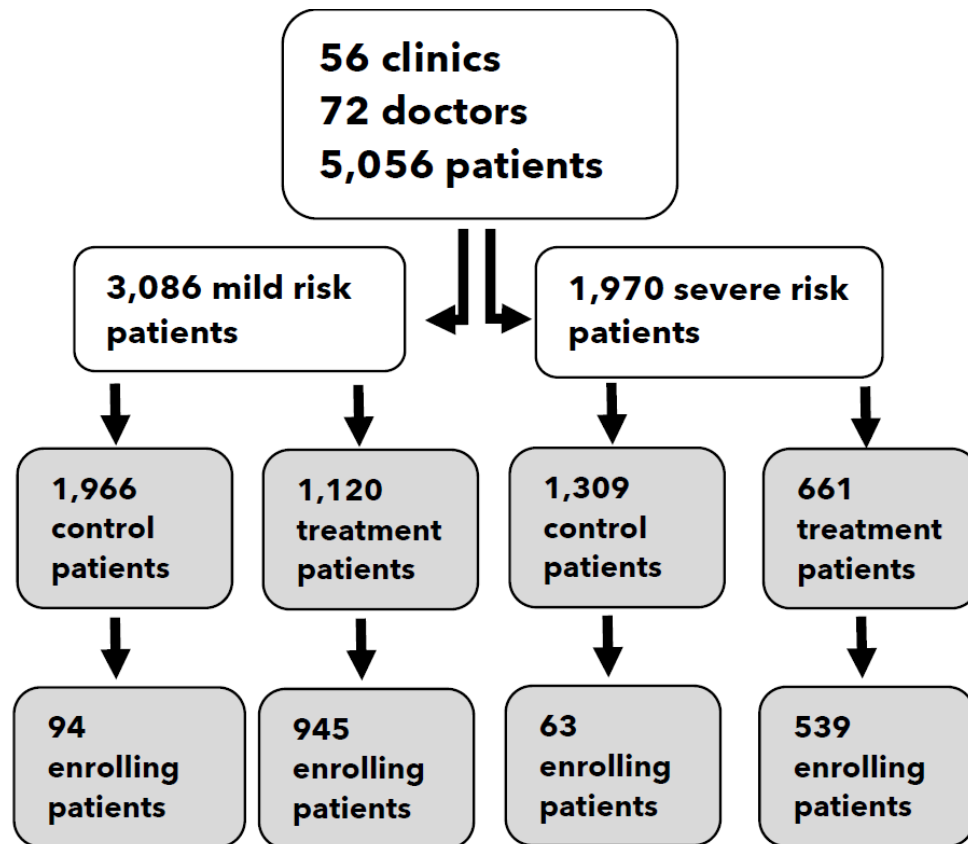 56 clinics
72 doctors
5,056 patients
3,086 mild risk
patients
1,970 severe risk
patients
1,966
control
patients
1,120
treatment
patients
1,309
control
patients
661
treatment
patients
94
enrolling
patients
945
enrolling
patients
63
enrolling
patients
539
enrolling
patients